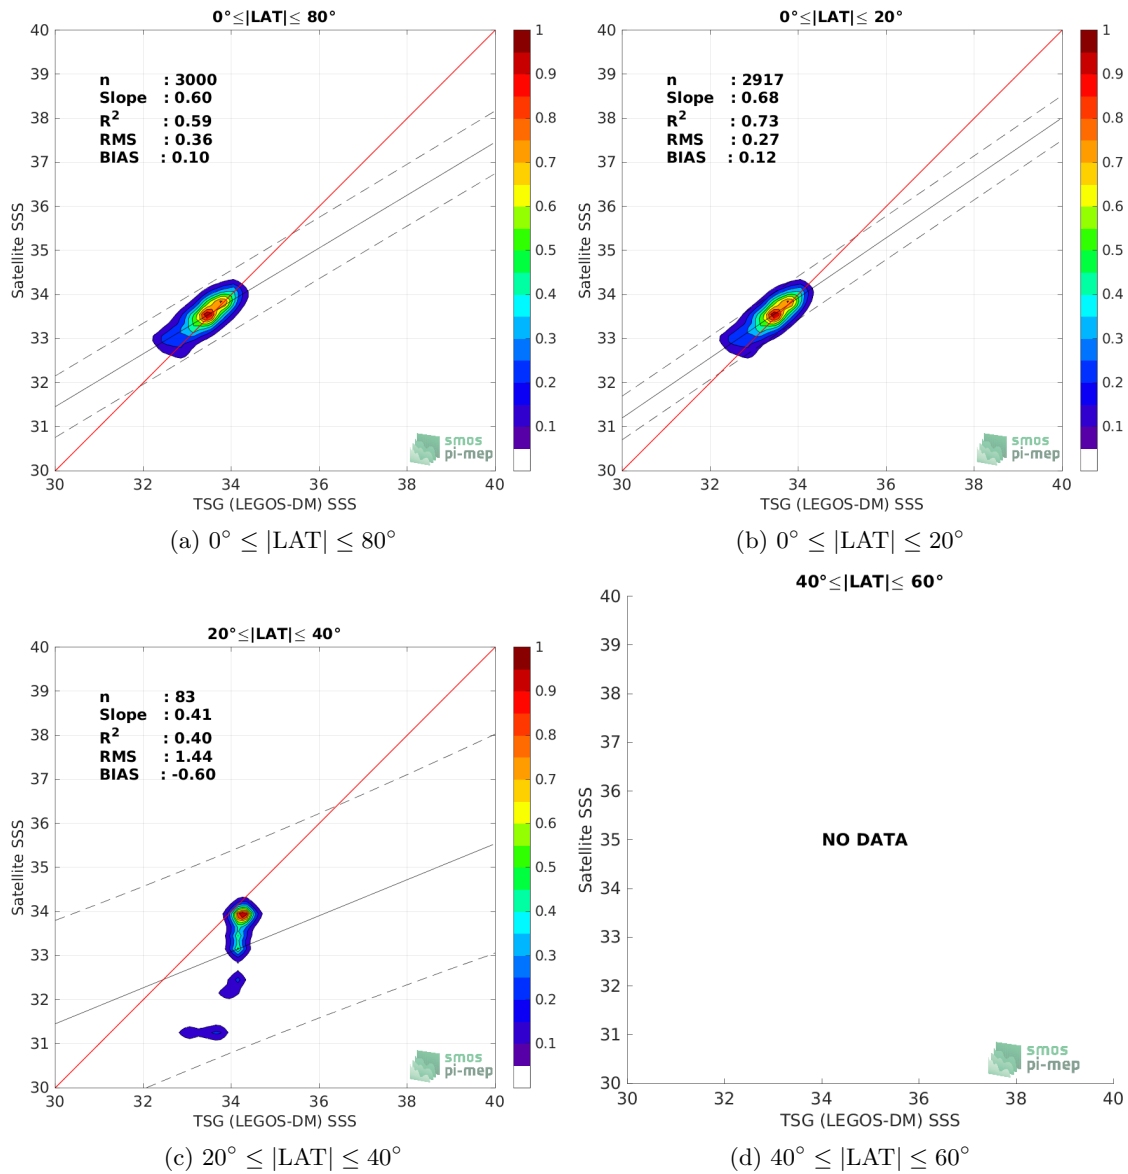 0°≤|LAT|≤ 80°
40
39
38
37
36
35
34
33
32
31
30
Satellite SSS
n : 3000
Slope : 0.60
R2 : 0.59
RMS : 0.36
BIAS : 0.10
smos
pi-mep
30 32 34 36 38 40
TSG (LEGOS-DM) SSS
1
0.9
0.8
0.7
0.6
0.5
0.4
0.3
0.2
0.1
(a) 0° ≤ |LAT| ≤ 80°
0°≤|LAT|≤ 20°
40
39
38
37
36
35
34
33
32
31
30
Satellite SSS
n : 2917
Slope : 0.68
R2 : 0.73
RMS : 0.27
BIAS : 0.12
smos
pi-mep
30 32 34 36 38 40
TSG (LEGOS-DM) SSS
1
0.9
0.8
0.7
0.6
0.5
0.4
0.3
0.2
0.1
(b) 0° ≤ |LAT| ≤ 20°
20°≤|LAT|≤ 40°
40
39
38
37
36
35
34
33
32
31
30
Satellite SSS
n : 83
Slope : 0.41
R2 : 0.40
RMS : 1.44
BIAS : -0.60
smos
pi-mep
30 32 34 36 38 40
TSG (LEGOS-DM) SSS
1
0.9
0.8
0.7
0.6
0.5
0.4
0.3
0.2
0.1
(c) 20° ≤ |LAT| ≤ 40°
40°≤|LAT|≤ 60°
40
39
38
37
36
35
34
33
32
31
30
Satellite SSS
NO DATA
smos
pi-mep
30 32 34 36 38 40
TSG (LEGOS-DM) SSS
(d) 40° ≤ |LAT| ≤ 60°